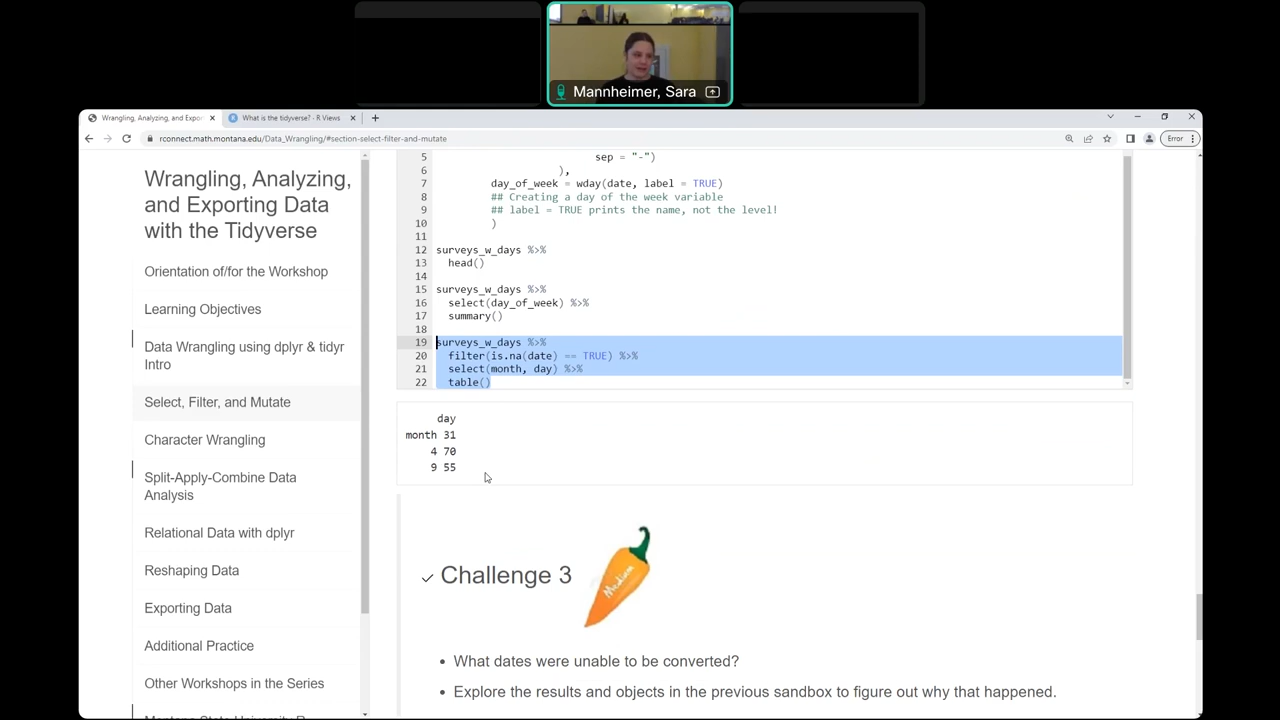 Mannheimer, Sara
Wrangling, Analyzing, and Expor
What is the tidyverse? · R Views
rconnect.math.montana.edu/Data_Wrangling/#section-select-filter-and-mutate
Error
Wrangling, Analyzing,
and Exporting Data
with the Tidyverse
Orientation of/for the Workshop
Learning Objectives
Data Wrangling using dplyr & tidyr
Intro
Select, Filter, and Mutate
Character Wrangling
Split-Apply-Combine Data
Analysis
Relational Data with dplyr
Reshaping Data
Exporting Data
Additional Practice
Other Workshops in the Series
Montana State University R
5 sep = "-")
6 ),
7 day_of_week = wday(date, label = TRUE)
8 ## Creating a day of the week variable
9 ## label = TRUE prints the name, not the level!
10 )
11
12 surveys_w_days %>%
13 head()
14
15 surveys_w_days %>%
16 select(day_of_week) %>%
17 summary()
18
19 surveys_w_days %>%
20 filter(is.na(date) == TRUE) %>%
21 select(month, day) %>%
22 table()
day
month 31
4 70
9 55
Challenge 3
Medium
• What dates were unable to be converted?
• Explore the results and objects in the previous sandbox to figure out why that happened.